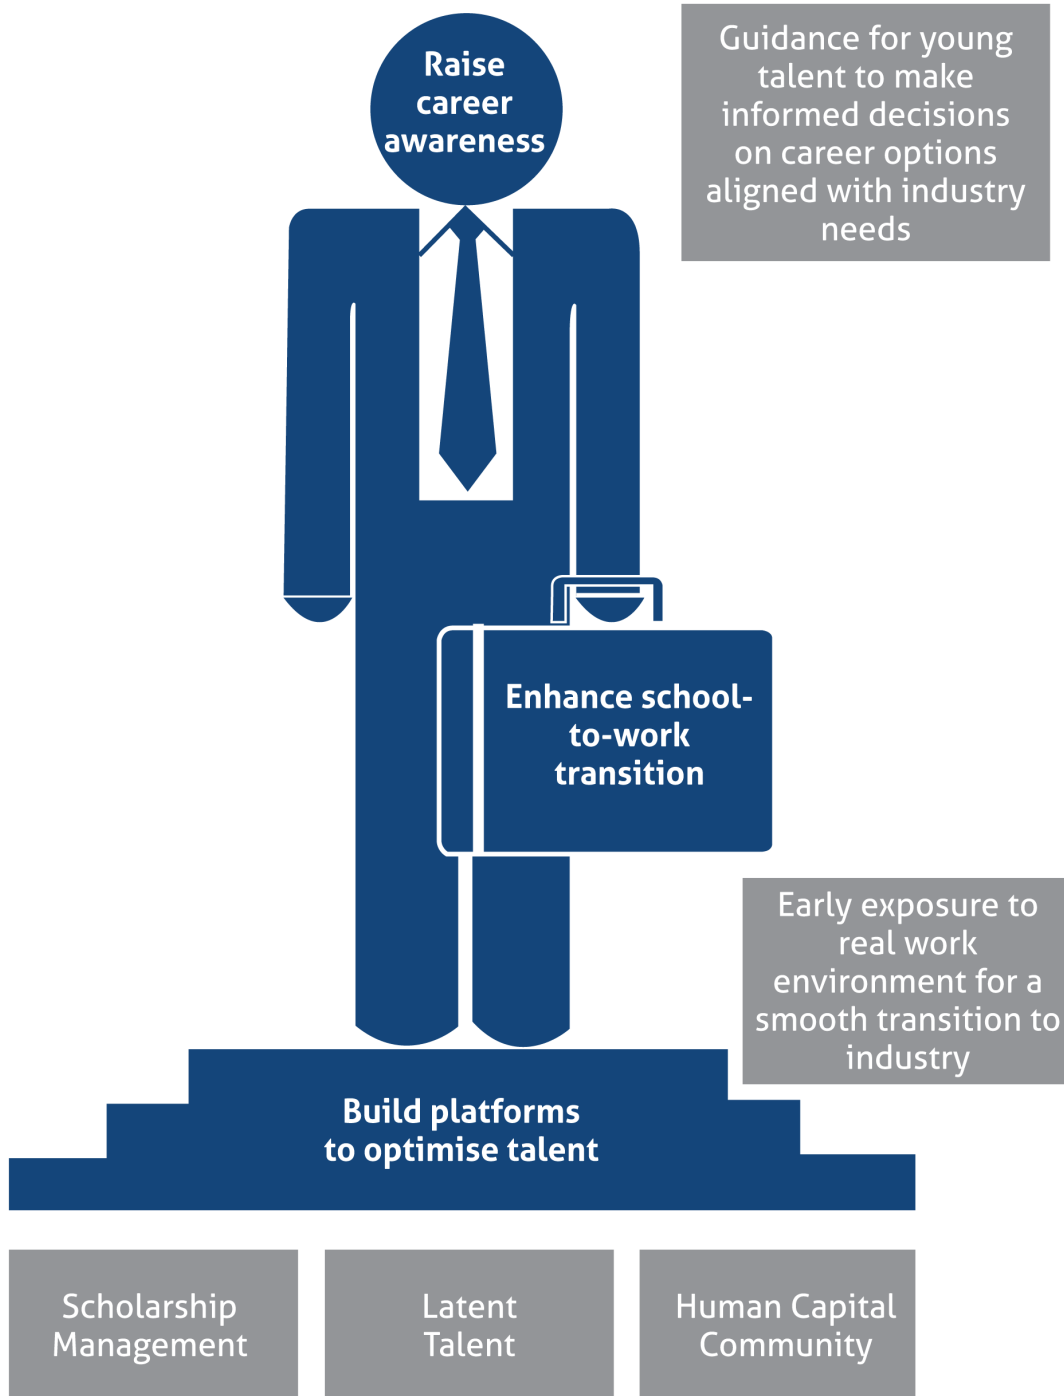 Raise
career
awareness
Guidance for young
talent to make
informed decisions
on career options
aligned with industry
needs
Enhance school-
to-work
transition
Early exposure to
real work
environment for a
smooth transition to
industry
Build platforms
to optimise talent
Scholarship
Management
Latent
Talent
Human Capital
Community